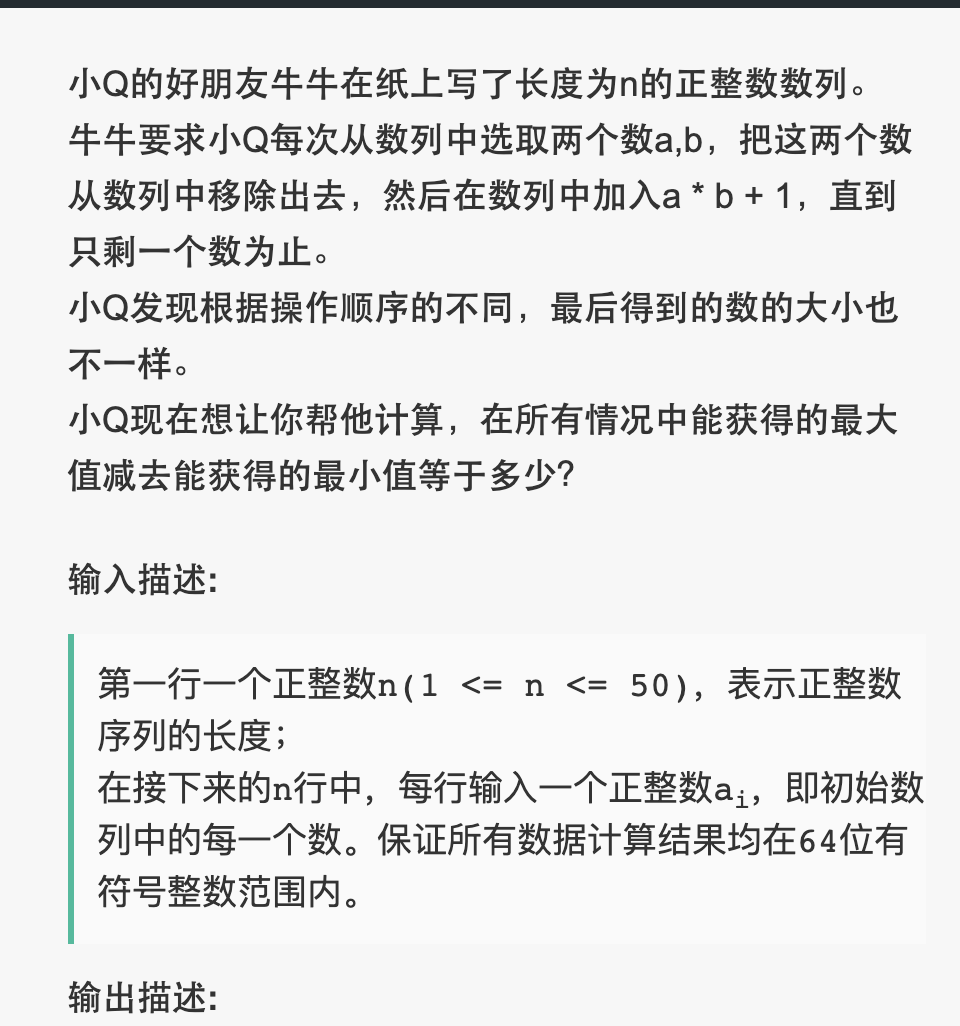 小Q的好朋友牛牛在纸上写了长度为n的正整数数列。
牛牛要求小Q每次从数列中选取两个数a,b，把这两个数
从数列中移除出去，然后在数列中加入a * b + 1，直到
只剩一个数为止。
小Q发现根据操作顺序的不同，最后得到的数的大小也
不一样。
小Q现在想让你帮他计算，在所有情况中能获得的最大
值减去能获得的最小值等于多少?
输入描述:
第一行一个正整数n(1 <= n <= 50)，表示正整数
序列的长度；
在接下来的n行中，每行输入一个正整数aᵢ，即初始数
列中的每一个数。保证所有数据计算结果均在64位有
符号整数范围内。
输出描述: